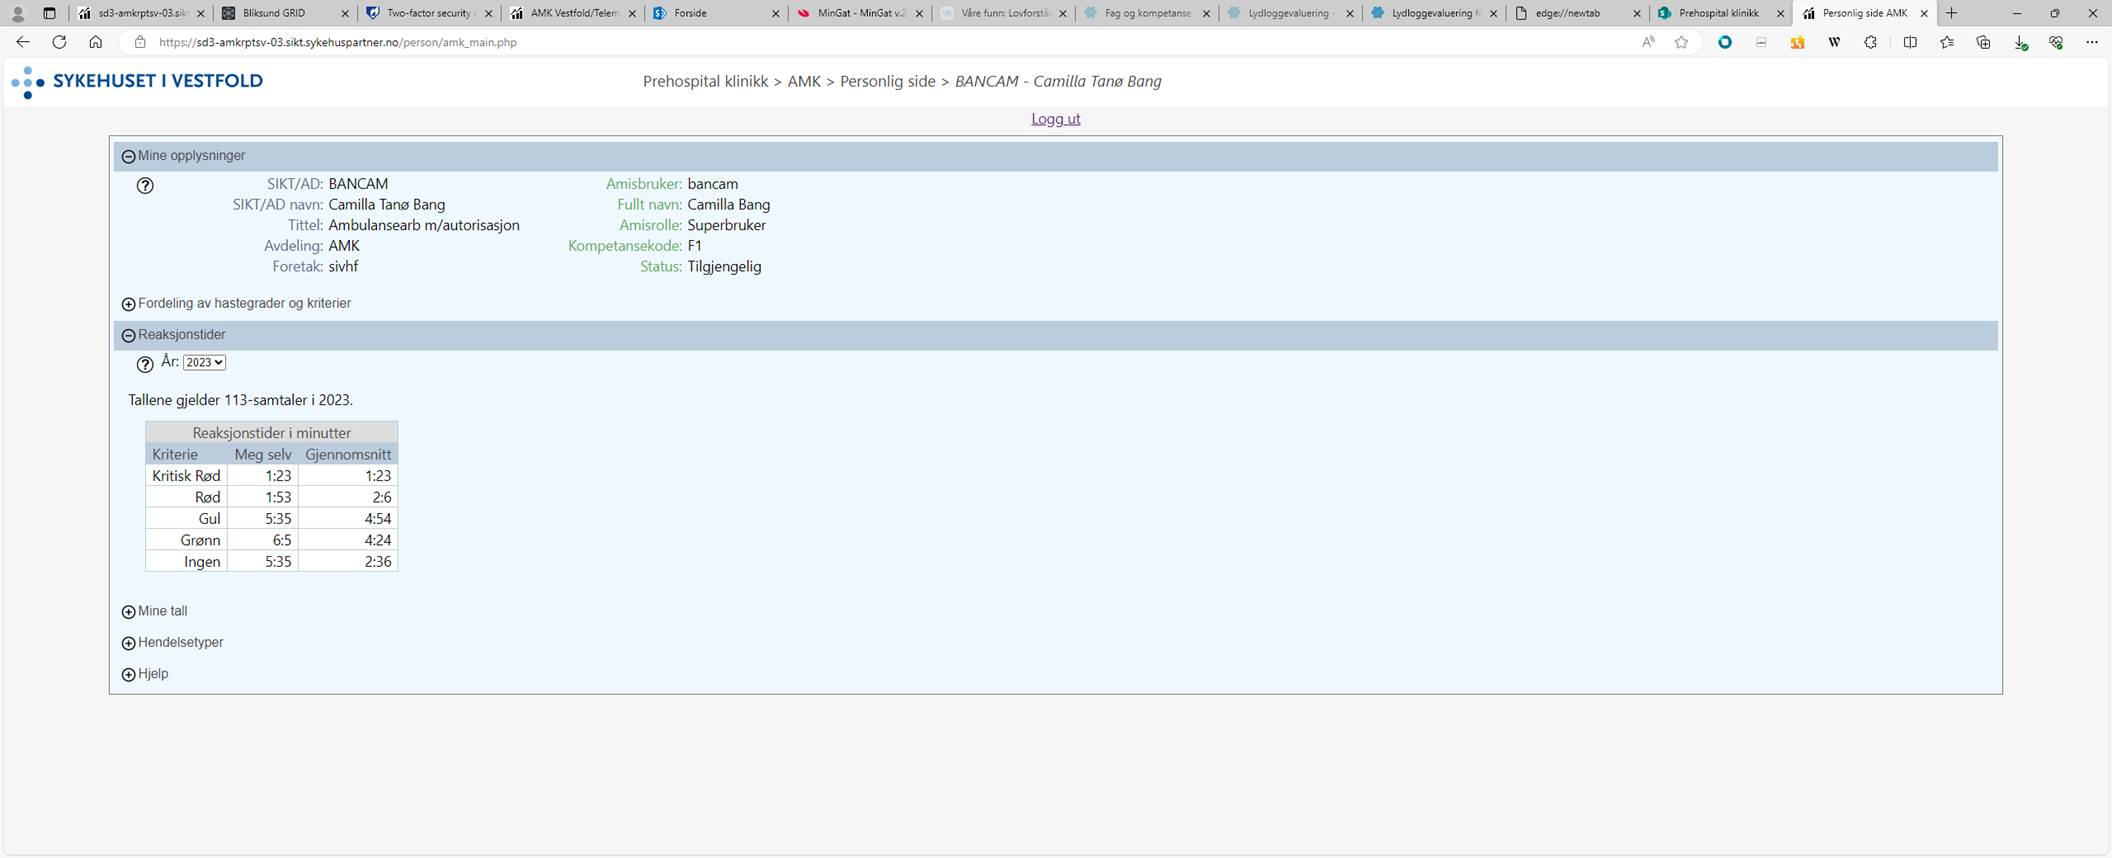 sd3-amkrptsv-03.sikt
Bliksund GRID
Two-factor security
AMK Vestfold/Telem
Forside
MinGat - MinGat v.2
Våre funn: Lovforstå
Fag og kompetanse
Lydloggevaluering -
Lydloggevaluering fo
edge://newtab
Prehospital klinikk
Personlig side AMK
https://sd3-amkrptsv-03.sikt.sykehuspartner.no/person/amk_main.php
SYKEHUSET I VESTFOLD
Prehospital klinikk > AMK > Personlig side > BANCAM - Camilla Tanø Bang
Logg ut
Mine opplysninger
SIKT/AD: BANCAM Amisbruker: bancam
SIKT/AD navn: Camilla Tanø Bang Fullt navn: Camilla Bang
Tittel: Ambulansearb m/autorisasjon Amisrolle: Superbruker
Avdeling: AMK Kompetansekode: F1
Foretak: sivhf Status: Tilgjengelig
Fordeling av hastegrader og kriterier
Reaksjonstider
År: 2023
Tallene gjelder 113-samtaler i 2023.
Reaksjonstider i minutter
Kriterie Meg selv Gjennomsnitt
Kritisk Rød 1:23 1:23
Rød 1:53 2:6
Gul 5:35 4:54
Grønn 6:5 4:24
Ingen 5:35 2:36
Mine tall
Hendelsetyper
Hjelp